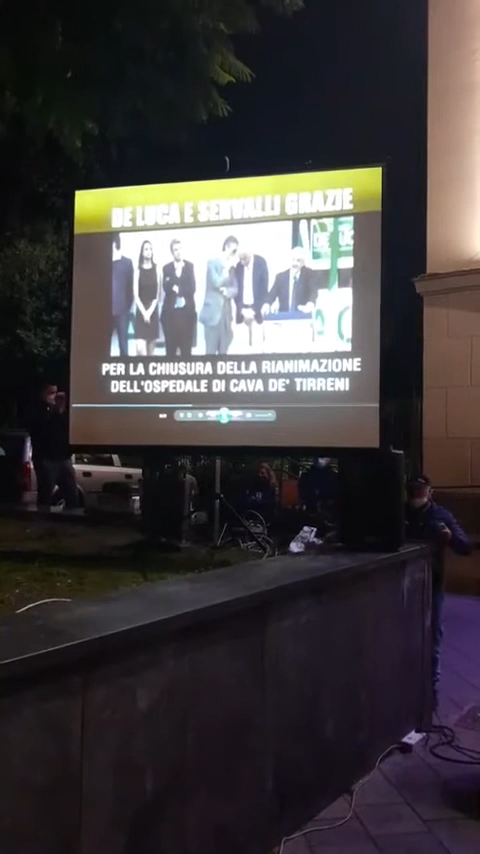 DE LUCA E SERVALLI GRAZIE
PER LA CHIUSURA DELLA RIANIMAZIONE
DELL'OSPEDALE DI CAVA DE' TIRRENI